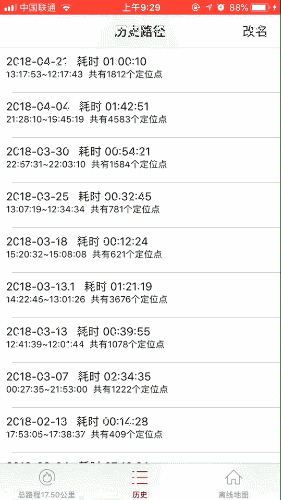 中国联通 上午9:29 88%
历史路径 改名
2018-04-21 耗时 01:00:10
13:17:53~12:17:43 共有1812个定位点
2018-04-04 耗时 01:42:51
21:28:10~19:45:19 共有4583个定位点
2018-03-30 耗时 00:54:21
22:57:31~22:03:10 共有1584个定位点
2018-03-25 耗时 00:32:45
13:07:19~12:34:34 共有781个定位点
2018-03-18 耗时 00:12:24
15:20:32~15:08:08 共有621个定位点
2018-03-13.1 耗时 01:21:19
14:22:45~13:01:26 共有3676个定位点
2018-03-13 耗时 00:39:55
12:41:39~12:01:44 共有1078个定位点
2018-03-07 耗时 02:34:35
00:27:35~21:53:00 共有1222个定位点
2018-02-13 耗时 00:14:28
17:53:05~17:38:37 共有409个定位点
总路程17.50公里 历史 离线地图